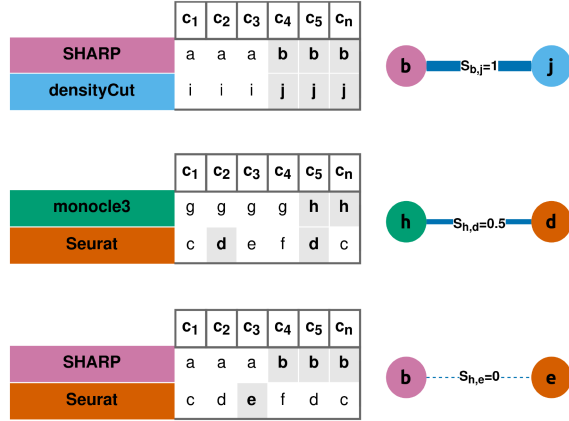 c1 c2 c3 c4 c5 cn
SHARP a a a b b b
densityCut i i i j j j
b Sb,j=1 j
c1 c2 c3 c4 c5 cn
monocle3 g g g g h h
Seurat c d e f d c
h Sh,d=0.5 d
c1 c2 c3 c4 c5 cn
SHARP a a a b b b
Seurat c d e f d c
b Sh,e=0 e